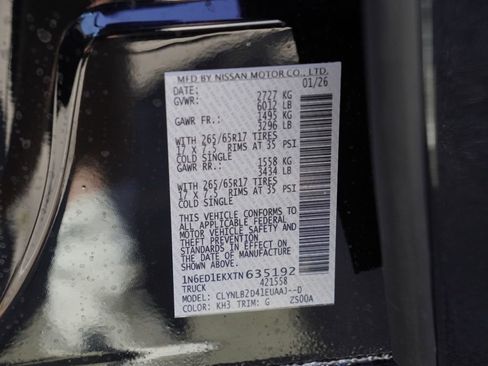 MFD BY NISSAN MOTOR CO., LTD.
DATE: 01/26
GVWR: 2727 KG
6012 LB
GAWR FR.: 1495 KG
3296 LB
WITH 265/65R17 TIRES
17 X 7.5 RIMS AT 35 PSI
COLD SINGLE
GAWR RR.: 1558 KG
3434 LB
WITH 265/65R17 TIRES
17 X 7.5 RIMS AT 35 PSI
COLD SINGLE
THIS VEHICLE CONFORMS TO
ALL APPLICABLE FEDERAL
MOTOR VEHICLE SAFETY AND
THEFT PREVENTION
STANDARDS IN EFFECT ON
THE DATE OF MANUFACTURE
SHOWN ABOVE.
1N6ED1EKXTN635192
TRUCK 421558
MODEL: CLYNLB2D41EUAAJ--D
COLOR: KH3 TRIM: G ZS00A